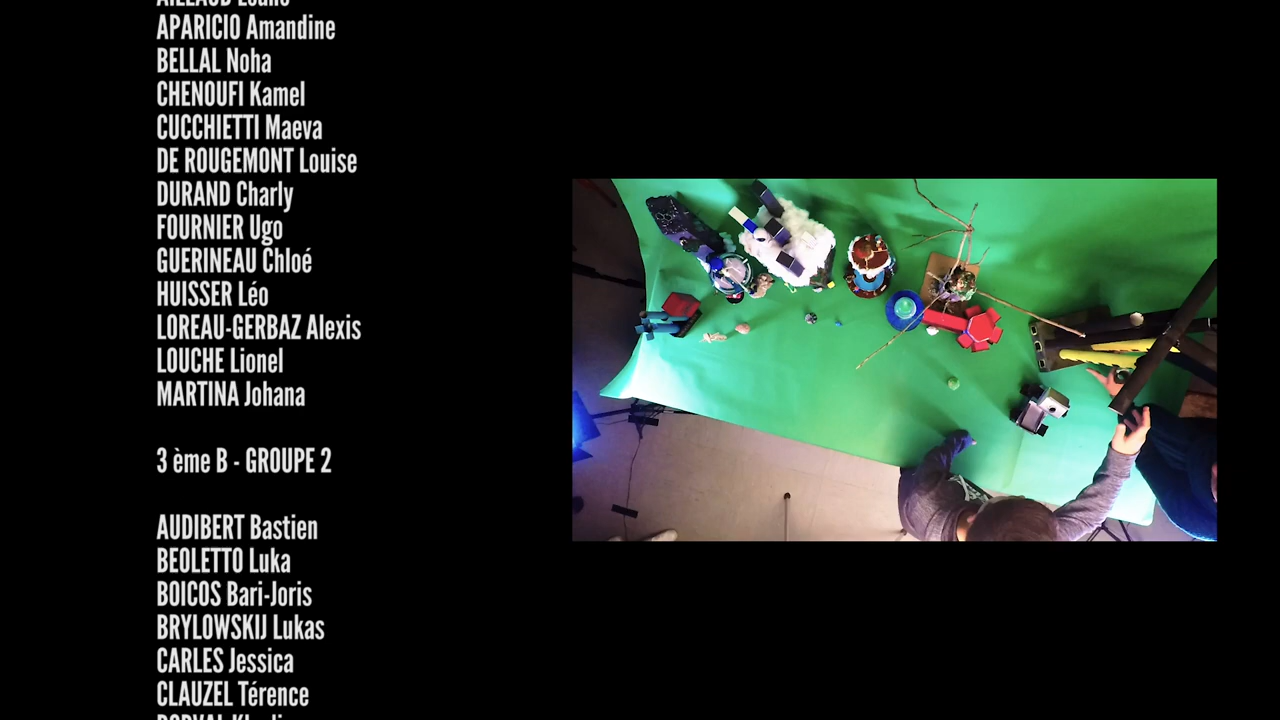 APARICIO Amandine
BELLAL Noha
CHENOUFI Kamel
CUCCHIETTI Maeva
DE ROUGEMONT Louise
DURAND Charly
FOURNIER Ugo
GUERINEAU Chloé
HUISSER Léo
LOREAU-GERBAZ Alexis
LOUCHE Lionel
MARTINA Johana
3 ème B - GROUPE 2
AUDIBERT Bastien
BEOLETTO Luka
BOICOS Bari-Joris
BRYLOWSKIJ Lukas
CARLES Jessica
CLAUZEL Térence